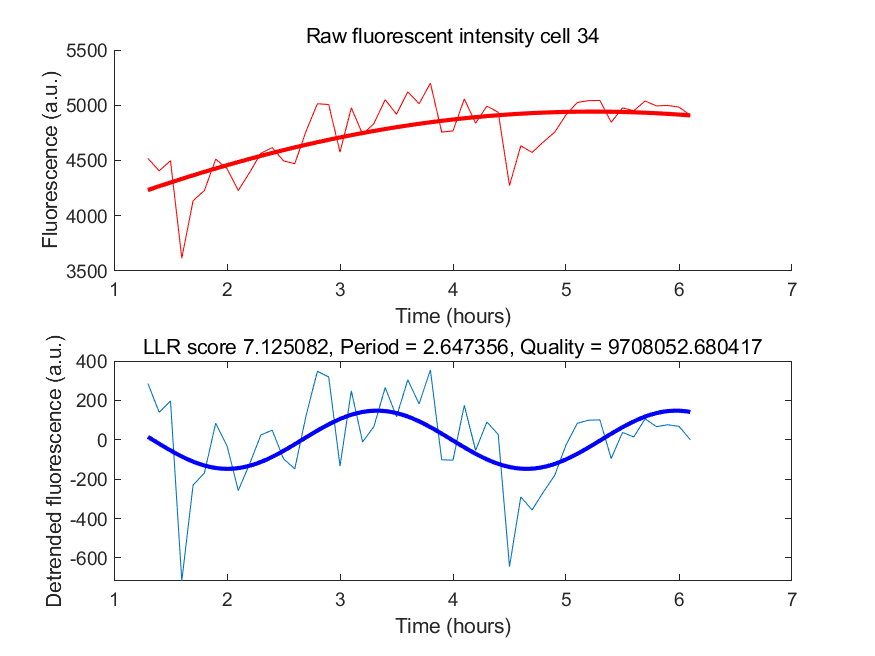 Raw fluorescent intensity cell 34
Fluorescence (a.u.)
5500
5000
4500
4000
3500
1 2 3 4 5 6 7
Time (hours)
LLR score 7.125082, Period = 2.647356, Quality = 9708052.680417
Detrended fluorescence (a.u.)
400
200
0
-200
-400
-600
1 2 3 4 5 6 7
Time (hours)